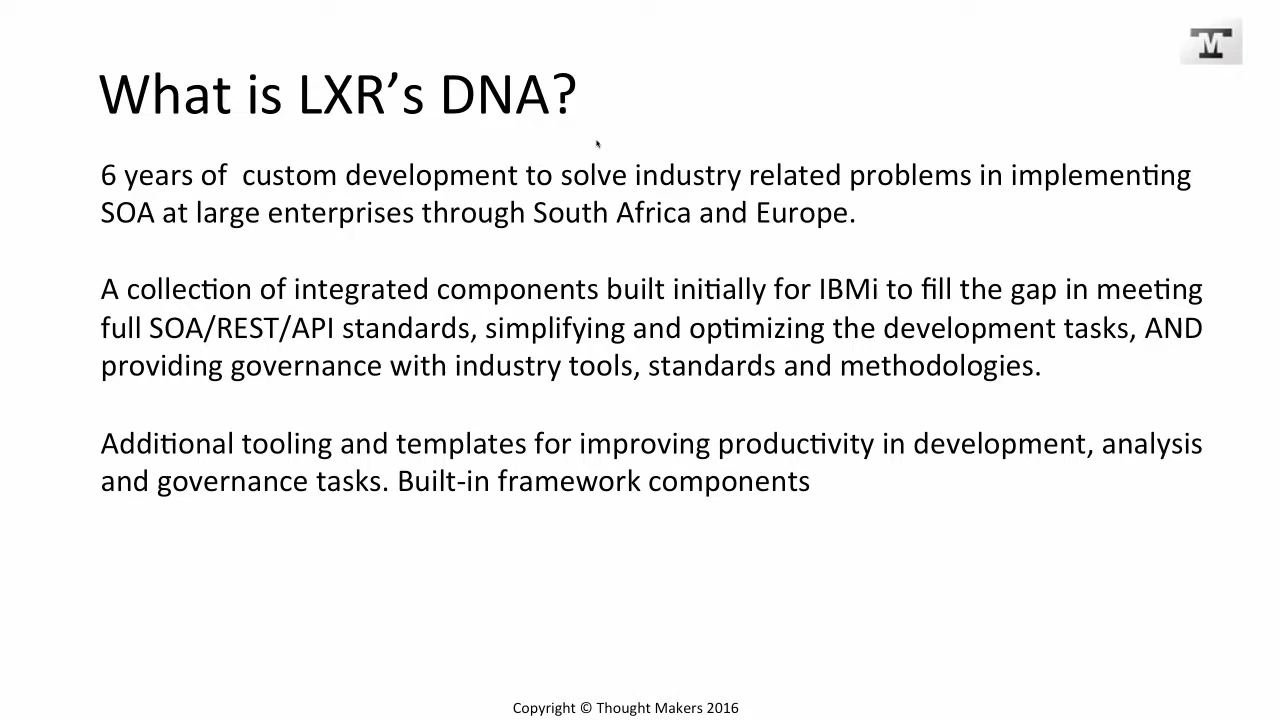 What is LXR’s DNA?
6 years of  custom development to solve industry related problems in implementing
SOA at large enterprises through South Africa and Europe.
A collection of integrated components built initially for IBMi to fill the gap in meeting
full SOA/REST/API standards, simplifying and optimizing the development tasks, AND
providing governance with industry tools, standards and methodologies.
Additional tooling and templates for improving productivity in development, analysis
and governance tasks. Built-in framework components
Copyright © Thought Makers 2016